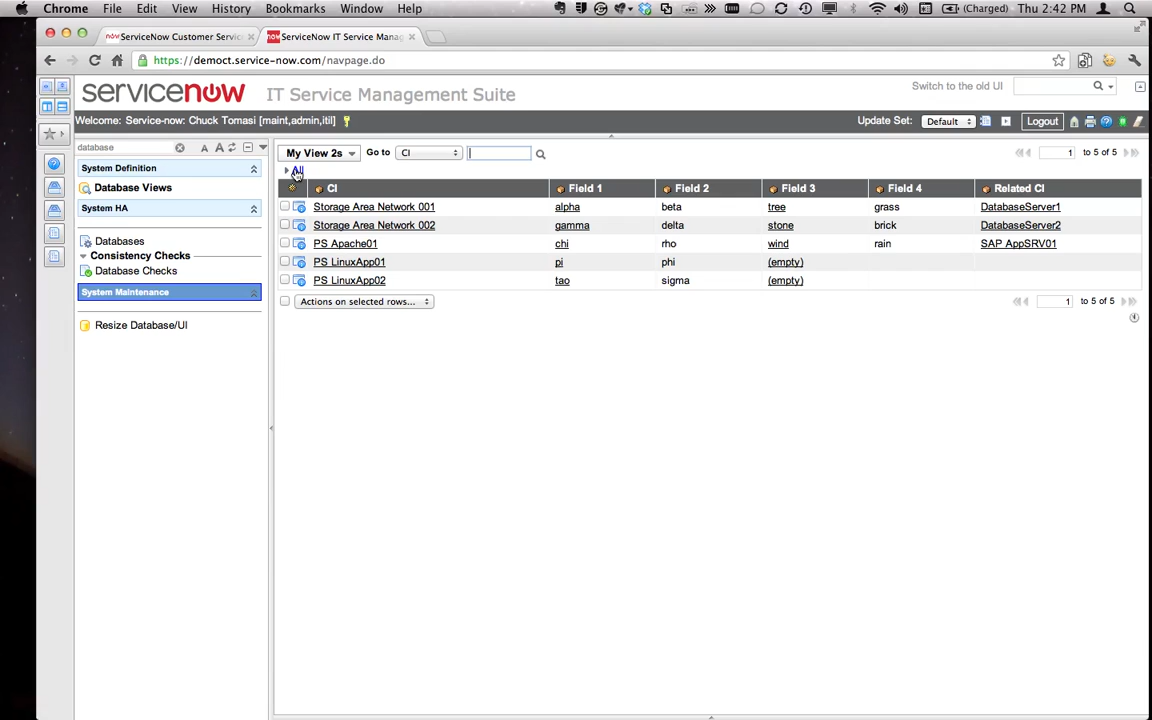 Chrome File Edit View History Bookmarks Window Help (Charged) Thu 2:42 PM
ServiceNow Customer Servic ServiceNow IT Service Manag
https://democt.service-now.com/navpage.do
servicenow IT Service Management Suite Switch to the old UI
Welcome: Service-now: Chuck Tomasi [maint,admin,itil] Update Set: Default Logout
database
System Definition
Database Views
System HA
Databases
Consistency Checks
Database Checks
System Maintenance
Resize Database/UI
My View 2s Go to CI 1 to 5 of 5
All
CI Field 1 Field 2 Field 3 Field 4 Related CI
Storage Area Network 001 alpha beta tree grass DatabaseServer1
Storage Area Network 002 gamma delta stone brick DatabaseServer2
PS Apache01 chi rho wind rain SAP AppSRV01
PS LinuxApp01 pi phi (empty)
PS LinuxApp02 tao sigma (empty)
Actions on selected rows... 1 to 5 of 5